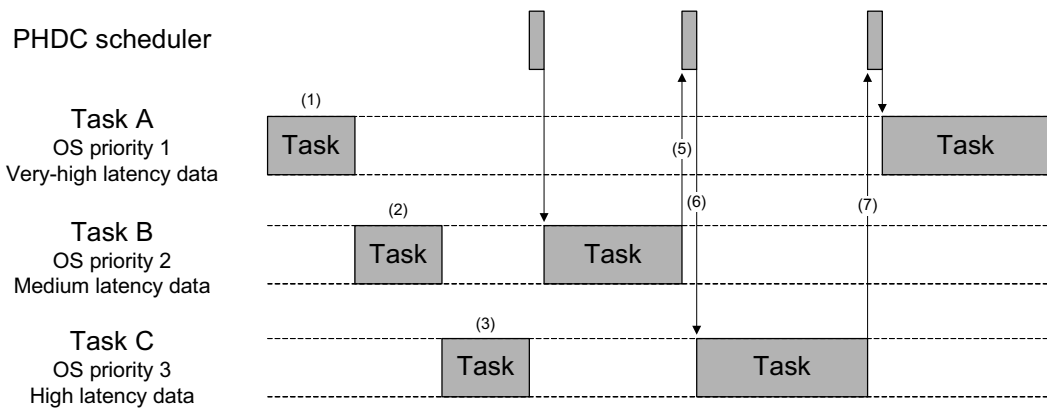 PHDC scheduler
Task A
OS priority 1
Very-high latency data
(1)
Task
Task
(5)
(6)
(7)
Task B
OS priority 2
Medium latency data
(2)
Task
Task
Task C
OS priority 3
High latency data
(3)
Task
Task